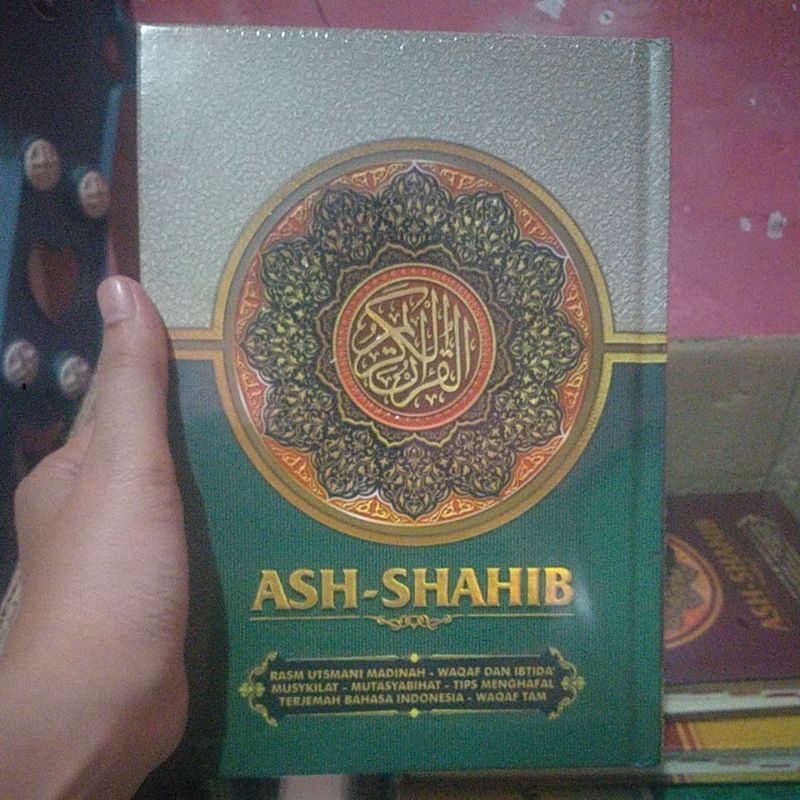 القرآن الكريم
ASH-SHAHIB
RASM UTSMANI MADINAH - WAQAF DAN IBTIDA'
MUSYKILAT - MUTASYABIHAT - TIPS MENGHAFAL
TERJEMAH BAHASA INDONESIA - WAQAF TAM
ASH-SHAHIB